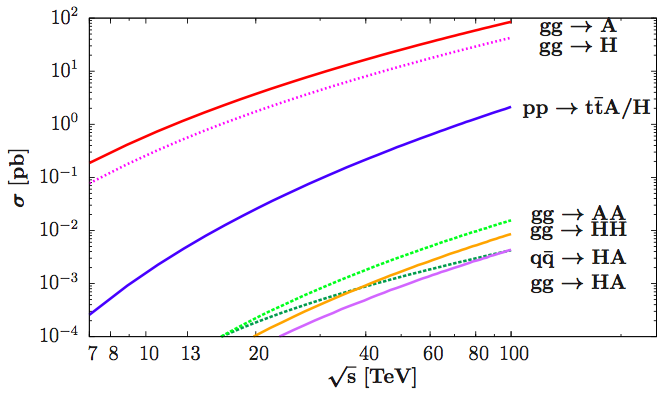 10²
gg → A
gg → H
10¹
10⁰
pp → tt̄A/H
σ [pb]
10⁻¹
10⁻²
gg → AA
gg → HH
10⁻³
qq̄ → HA
gg → HA
10⁻⁴
7 8 10 13 20 40 60 80 100
√s [TeV]